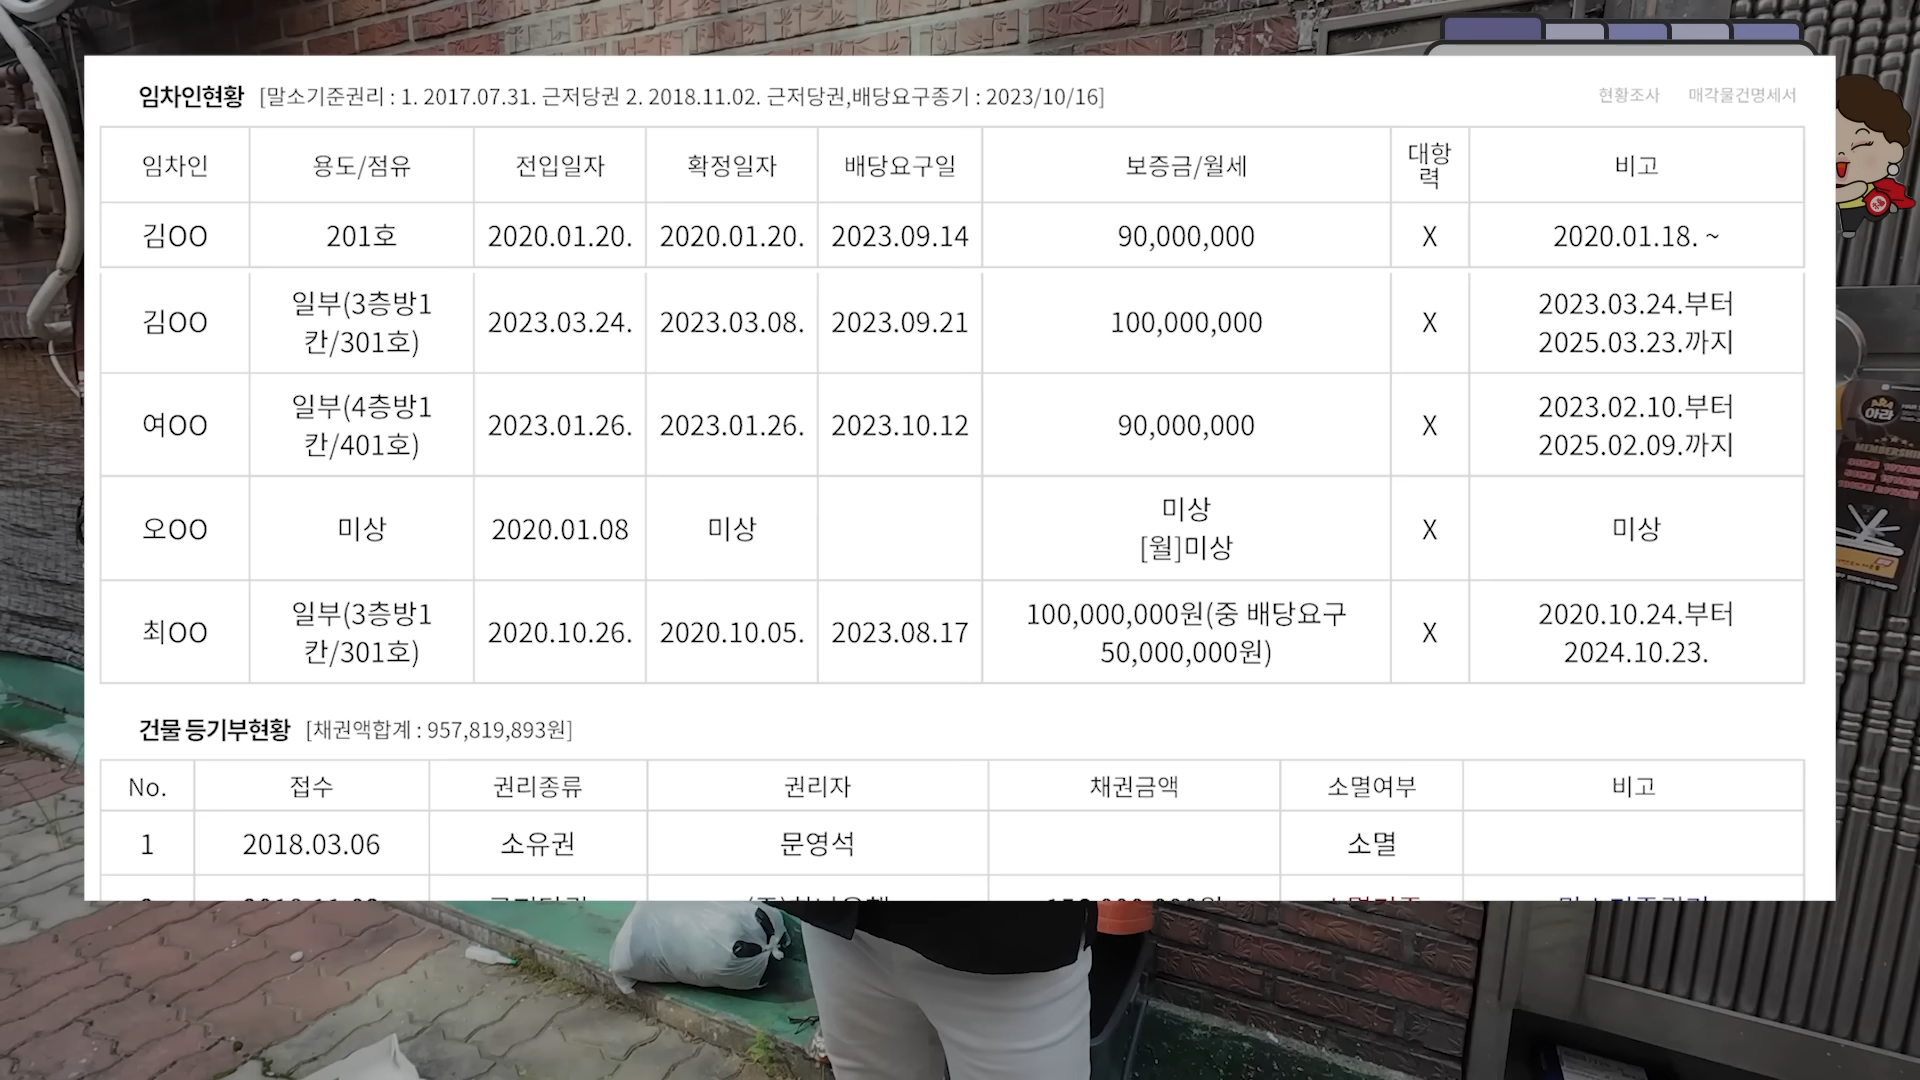 임차인현황 [말소기준권리 : 1. 2017.07.31. 근저당권 2. 2018.11.02. 근저당권,배당요구종기 : 2023/10/16] 현황조사 매각물건명세서
임차인 용도/점유 전입일자 확정일자 배당요구일 보증금/월세 대항력 비고
김OO 201호 2020.01.20. 2020.01.20. 2023.09.14 90,000,000 X 2020.01.18. ~
김OO 일부(3층방1칸/301호) 2023.03.24. 2023.03.08. 2023.09.21 100,000,000 X 2023.03.24.부터 2025.03.23.까지
여OO 일부(4층방1칸/401호) 2023.01.26. 2023.01.26. 2023.10.12 90,000,000 X 2023.02.10.부터 2025.02.09.까지
오OO 미상 2020.01.08 미상 미상 [월]미상 X 미상
최OO 일부(3층방1칸/301호) 2020.10.26. 2020.10.05. 2023.08.17 100,000,000원(중 배당요구 50,000,000원) X 2020.10.24.부터 2024.10.23.
건물 등기부현황 [채권액합계 : 957,819,893원]
No. 접수 권리종류 권리자 채권금액 소멸여부 비고
1 2018.03.06 소유권 문영석 소멸
아라